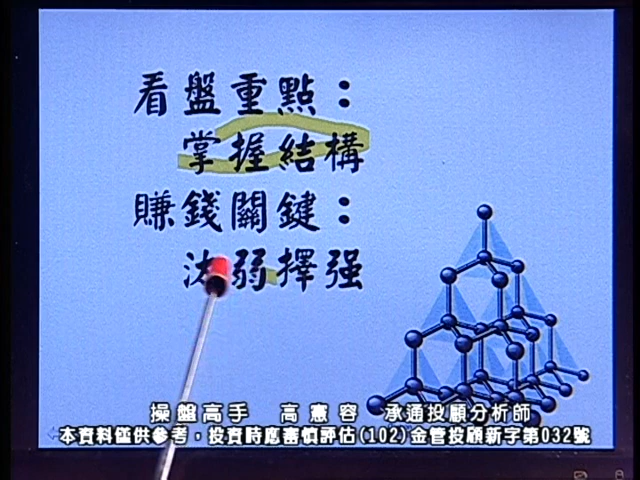 看盤重點：
掌握結構
賺錢關鍵：
汰弱擇强
操盤高手 高憲容 承通投顧分析師
本資料僅供參考，投資時應審慎評估(102)金管投顧新字第032號